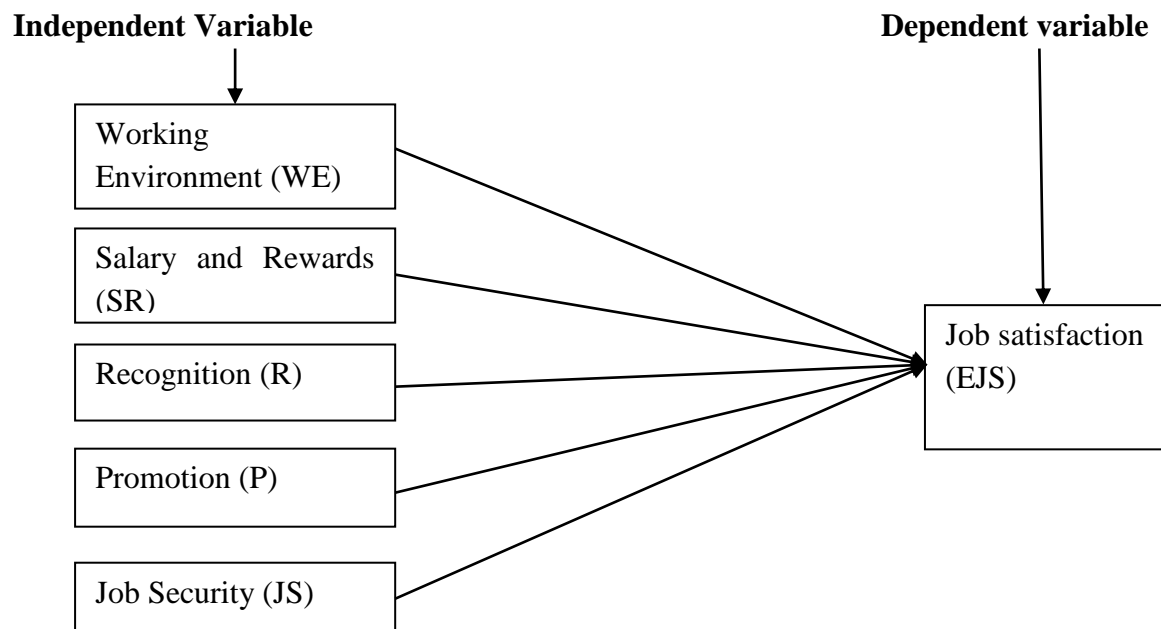 Independent Variable
Dependent variable
Working
Environment (WE)
Salary and Rewards
(SR)
Recognition (R)
Promotion (P)
Job Security (JS)
Job satisfaction
(EJS)